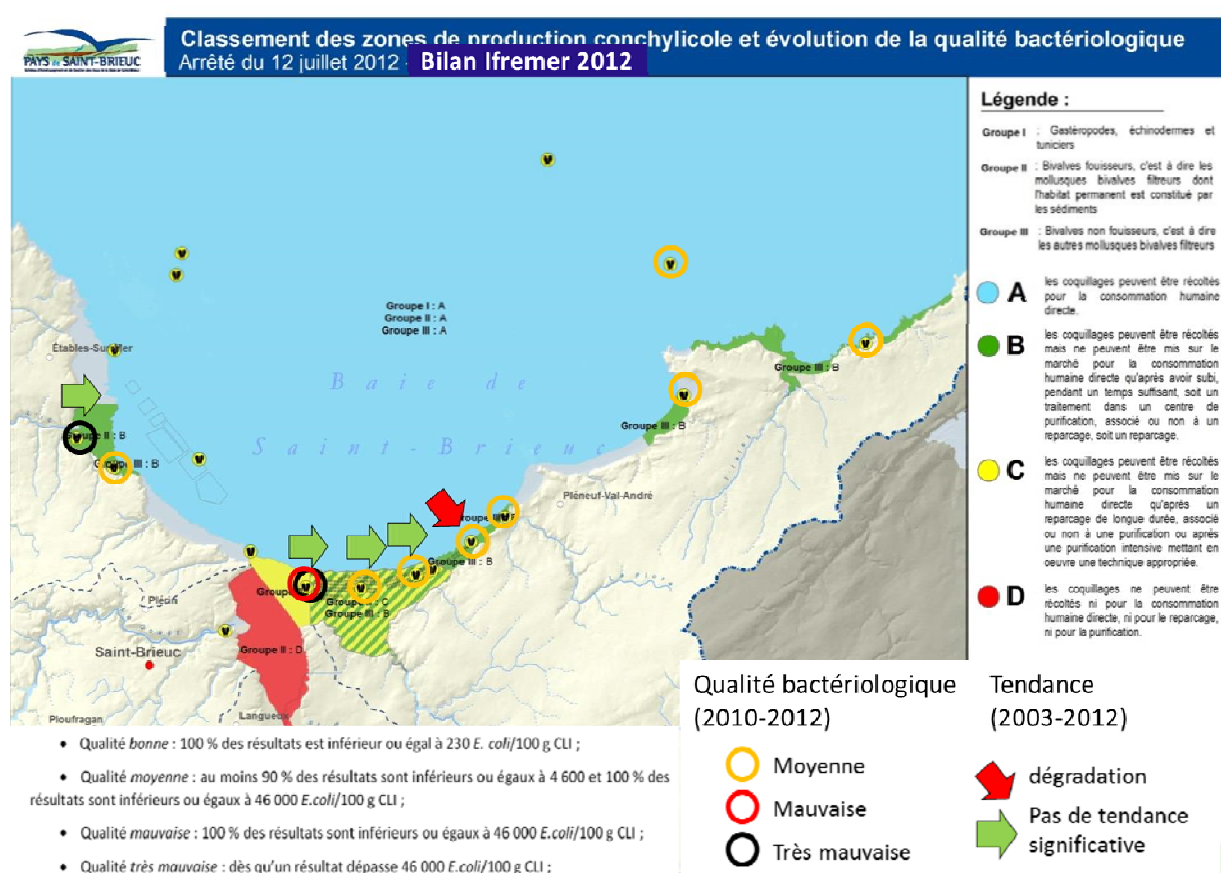 PAYS de SAINT-BRIEUC
Classement des zones de production conchylicole et évolution de la qualité bactériologique
Arrêté du 12 juillet 2012 - Bilan Ifremer 2012
Groupe I : A
Groupe II : A
Groupe III : A
Étables-Sur-Mer
Baie de
Saint-Brieuc
Groupe II : B
Groupe III : B
Groupe III : B
Groupe III : B
Pléneuf-Val-André
Groupe III : B
Groupe
C
Groupe III : B
Groupe II : D
Plérin
Saint-Brieuc
Ploufragan
Langueux
Légende :
Groupe I : Gastéropodes, échinodermes et
tuniciers
Groupe II : Bivalves fouisseurs, c'est à dire les
mollusques bivalves filtreurs dont
l'habitat permanent est constitué par
les sédiments
Groupe III : Bivalves non fouisseurs, c'est à dire
les autres mollusques bivalves filtreurs
A les coquillages peuvent être récoltés
pour la consommation humaine
directe.
B les coquillages peuvent être récoltés
mais ne peuvent être mis sur le
marché pour la consommation
humaine directe qu'après avoir subi,
pendant un temps suffisant, soit un
traitement dans un centre de
purification, associé ou non à un
reparcage, soit un reparcage.
C les coquillages peuvent être récoltés
mais ne peuvent être mis sur le
marché pour la consommation
humaine directe qu'après un
reparcage de longue durée, associé
ou non à une purification ou après
une purification intensive mettant en
oeuvre une technique appropriée.
D les coquillages ne peuvent être
récoltés ni pour la consommation
humaine directe, ni pour le reparcage,
ni pour la purification.
Qualité bactériologique
(2010-2012)
Moyenne
Mauvaise
Très mauvaise
Tendance
(2003-2012)
dégradation
Pas de tendance
significative
• Qualité bonne : 100 % des résultats est inférieur ou égal à 230 E. coli/100 g CLI ;
• Qualité moyenne : au moins 90 % des résultats sont inférieurs ou égaux à 4 600 et 100 % des
résultats sont inférieurs ou égaux à 46 000 E.coli/100 g CLI ;
• Qualité mauvaise : 100 % des résultats sont inférieurs ou égaux à 46 000 E.coli/100 g CLI ;
• Qualité très mauvaise : dès qu'un résultat dépasse 46 000 E.coli/100 g CLI ;